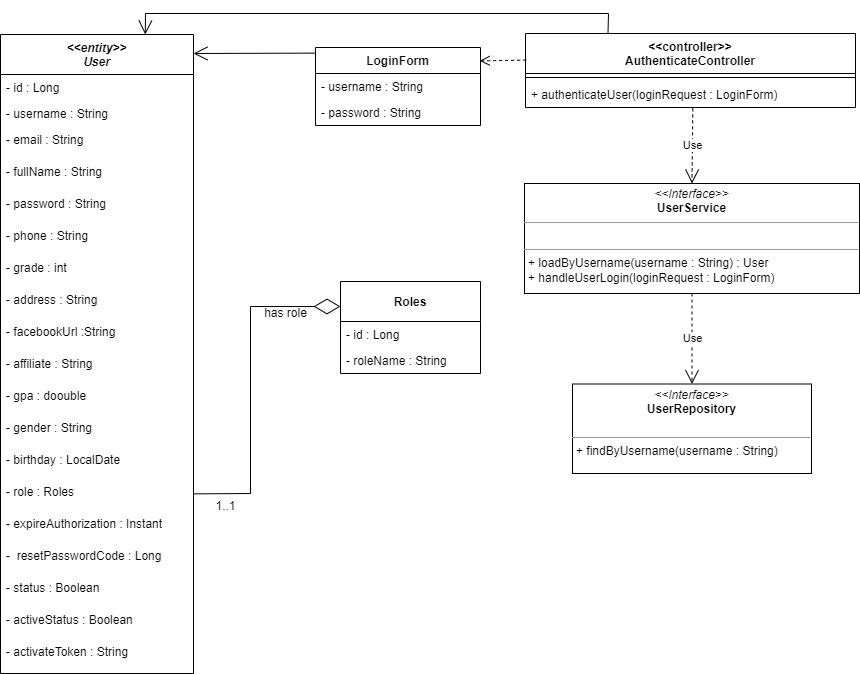 <<entity>>
User
- id : Long
- username : String
- email : String
- fullName : String
- password : String
- phone : String
- grade : int
- address : String
- facebookUrl :String
- affiliate : String
- gpa : doouble
- gender : String
- birthday : LocalDate
- role : Roles
- expireAuthorization : Instant
- resetPasswordCode : Long
- status : Boolean
- activeStatus : Boolean
- activateToken : String
LoginForm
- username : String
- password : String
<<controller>>
AuthenticateController
+ authenticateUser(loginRequest : LoginForm)
Use
<<Interface>>
UserService
+ loadByUsername(username : String) : User
+ handleUserLogin(loginRequest : LoginForm)
Use
<<Interface>>
UserRepository
+ findByUsername(username : String)
has role
Roles
- id : Long
- roleName : String
1..1